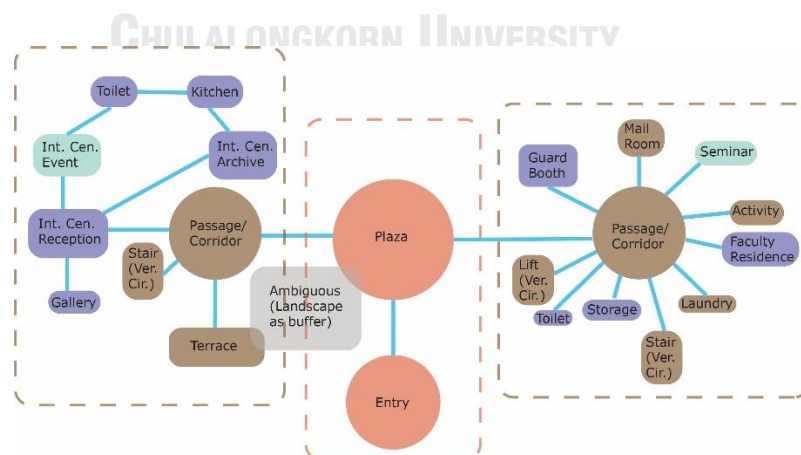 CHULALONGKORN UNIVERSITY
Toilet
Kitchen
Int. Cen.
Event
Int. Cen.
Archive
Int. Cen.
Reception
Passage/
Corridor
Stair
(Ver.
Cir.)
Gallery
Terrace
Plaza
Ambiguous
(Landscape
as buffer)
Entry
Mail
Room
Guard
Booth
Seminar
Passage/
Corridor
Activity
Faculty
Residence
Lift
(Ver.
Cir.)
Toilet
Storage
Laundry
Stair
(Ver.
Cir.)